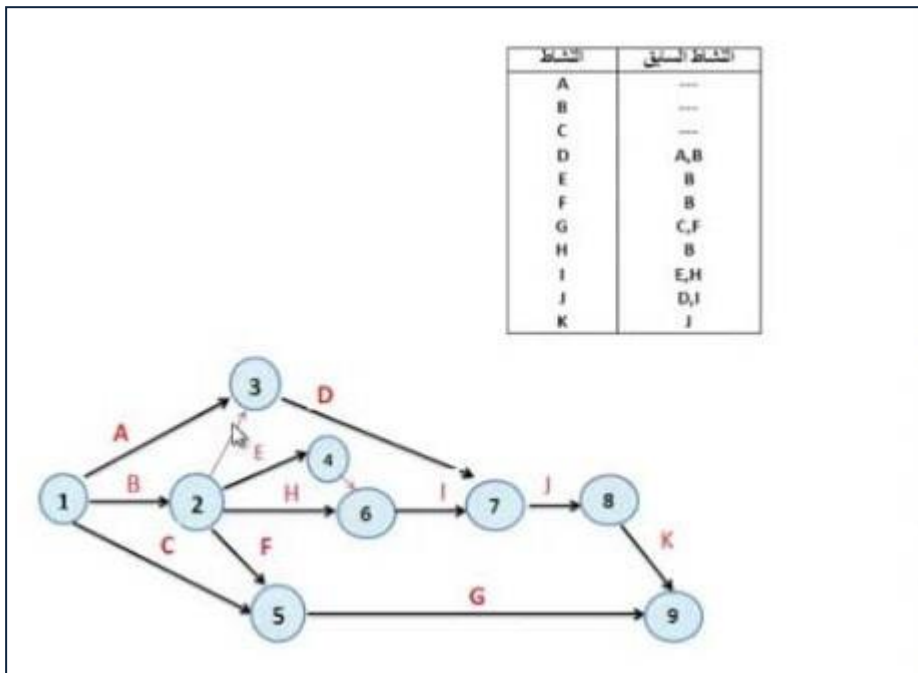 النشاط النشاط السابق
A ---
B ---
C ---
D A,B
E B
F B
G C,F
H B
I E,H
J D,I
K J
3
D
A
E
4
1
B
2
H
6
I
7
J
8
C
F
K
5
G
9